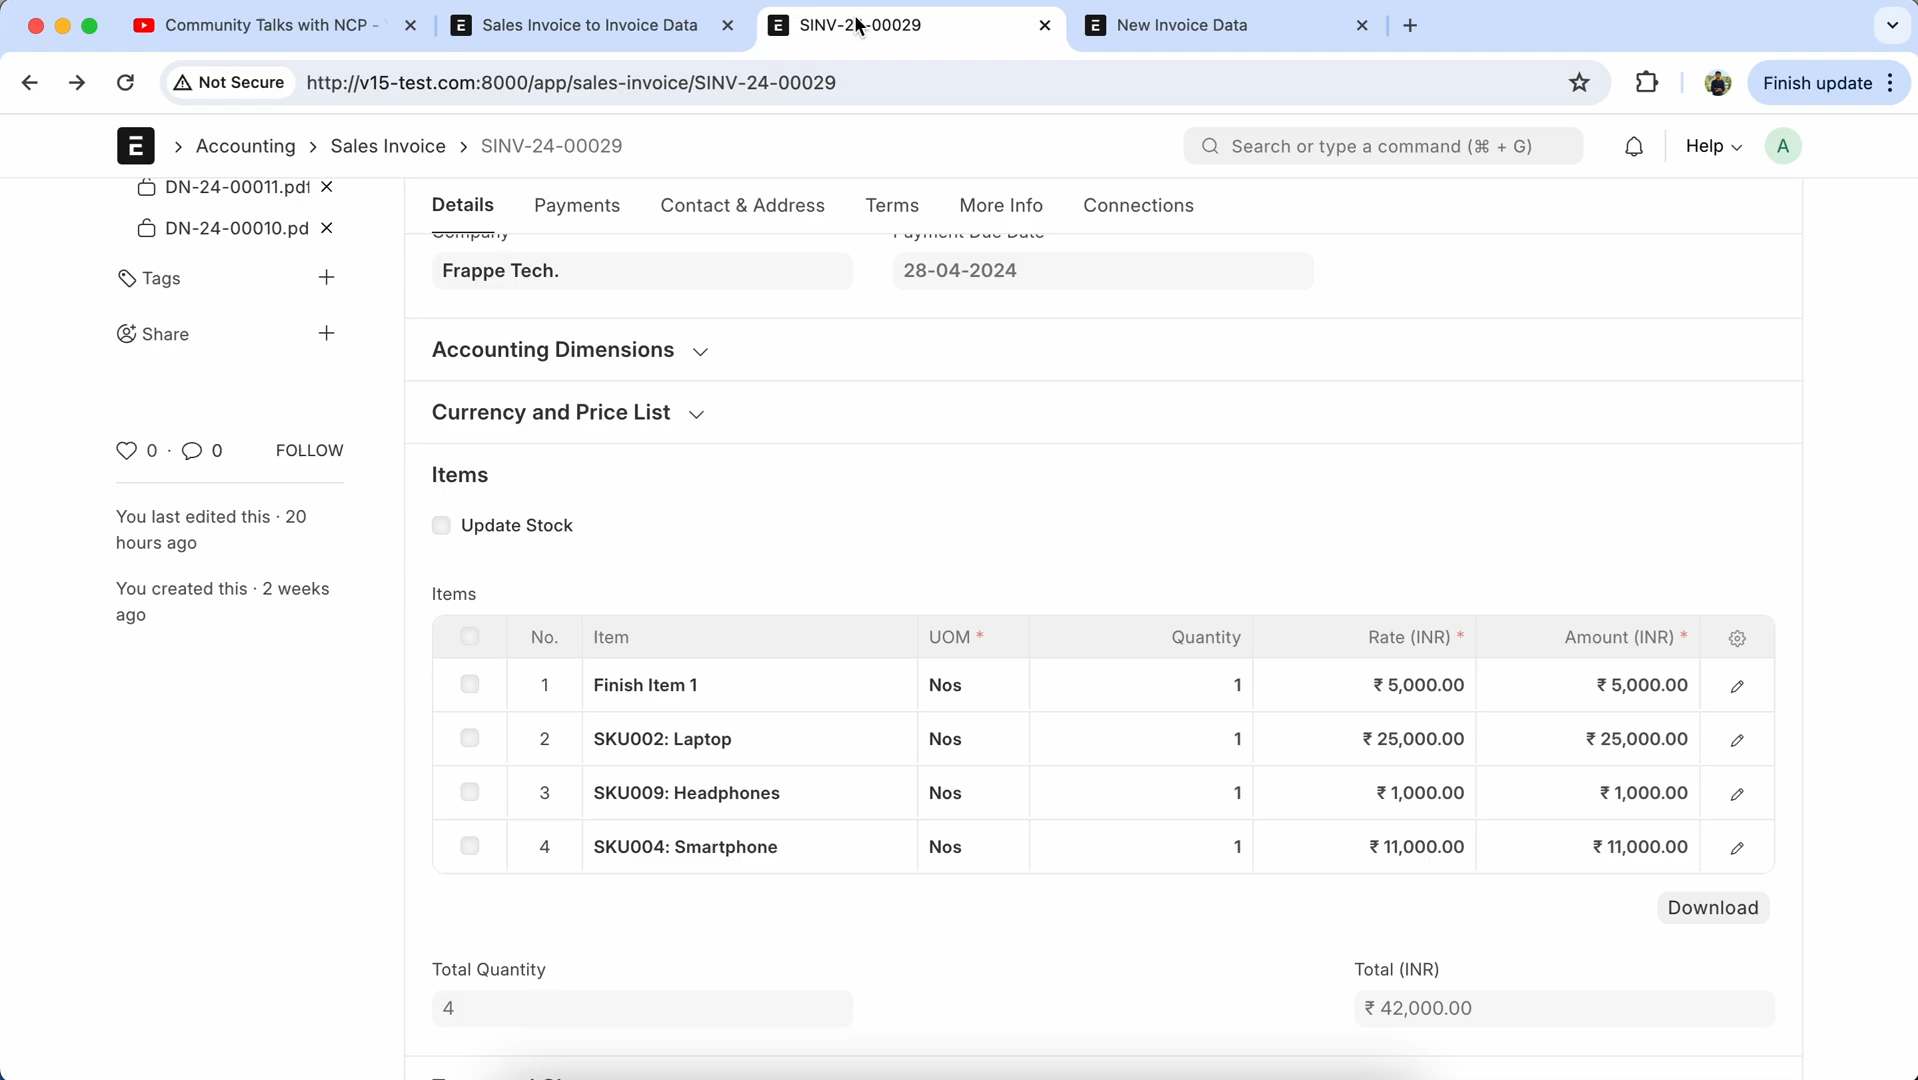 Community Talks with NCP -
Sales Invoice to Invoice Data
SINV-24-00029
New Invoice Data
Not Secure
http://v15-test.com:8000/app/sales-invoice/SINV-24-00029
Finish update
E
Accounting
Sales Invoice
SINV-24-00029
Search or type a command (⌘ + G)
Help
A
DN-24-00011.pdf
DN-24-00010.pd
Tags
Share
0 · 0
FOLLOW
You last edited this · 20
hours ago
You created this · 2 weeks
ago
Details
Payments
Contact & Address
Terms
More Info
Connections
Company
Payment Due Date
Frappe Tech.
28-04-2024
Accounting Dimensions
Currency and Price List
Items
Update Stock
Items
No. Item UOM * Quantity Rate (INR) * Amount (INR) *
1 Finish Item 1 Nos 1 ₹ 5,000.00 ₹ 5,000.00
2 SKU002: Laptop Nos 1 ₹ 25,000.00 ₹ 25,000.00
3 SKU009: Headphones Nos 1 ₹ 1,000.00 ₹ 1,000.00
4 SKU004: Smartphone Nos 1 ₹ 11,000.00 ₹ 11,000.00
Download
Total Quantity
Total (INR)
4
₹ 42,000.00